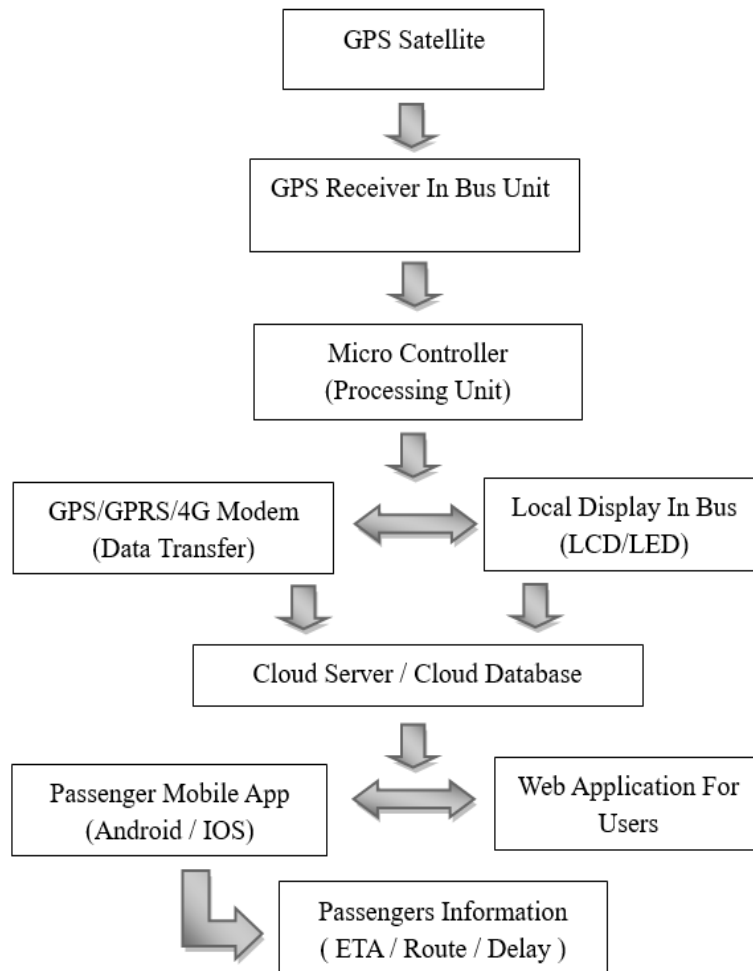 GPS Satellite
GPS Receiver In Bus Unit
Micro Controller
(Processing Unit)
GPS/GPRS/4G Modem
(Data Transfer)
Local Display In Bus
(LCD/LED)
Cloud Server / Cloud Database
Passenger Mobile App
(Android / IOS)
Web Application For
Users
Passengers Information
( ETA / Route / Delay )